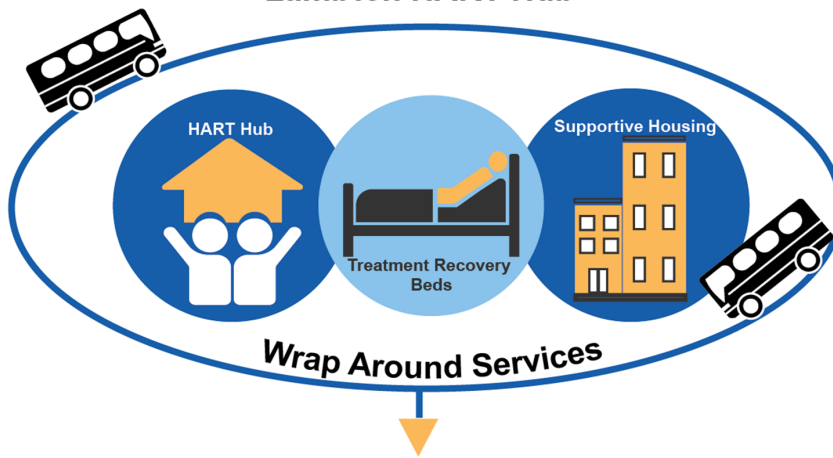 HART Hub
Supportive Housing
Treatment Recovery
Beds
Wrap Around Services